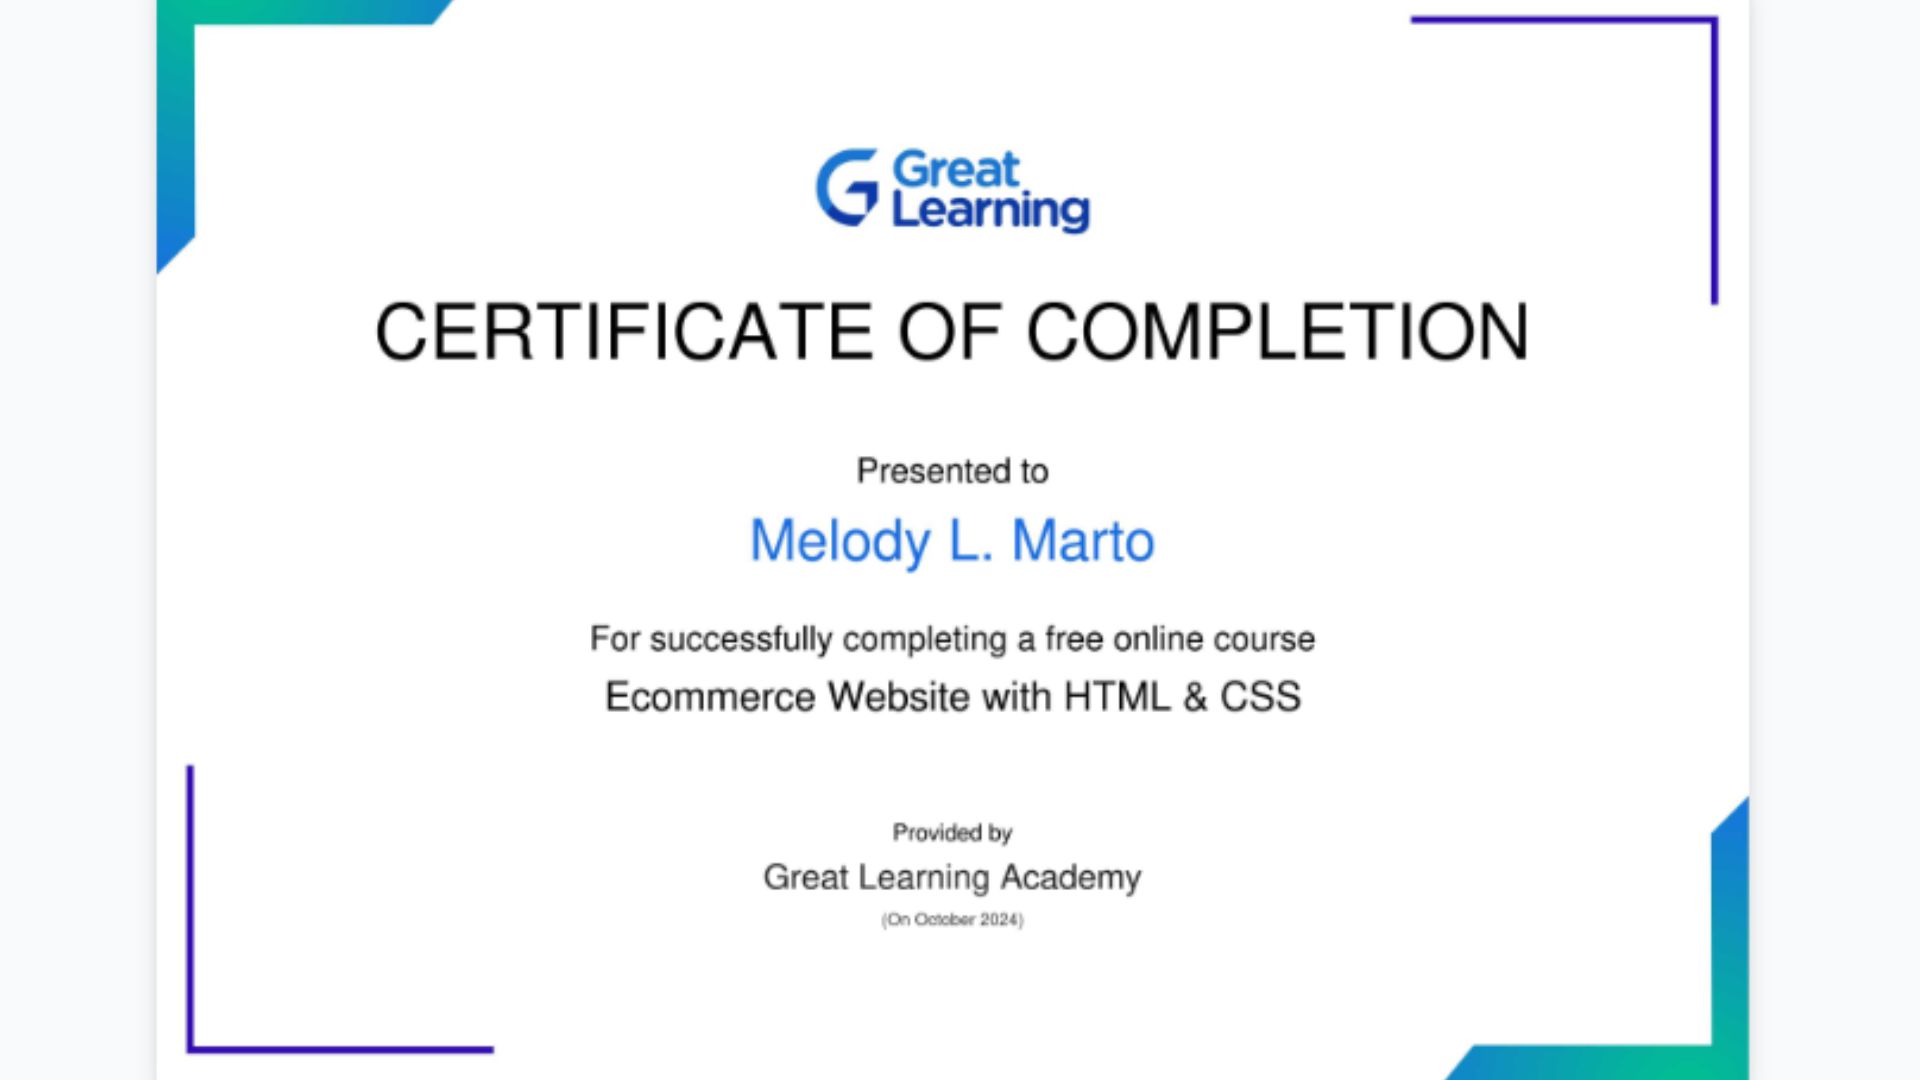 Great
Learning
CERTIFICATE OF COMPLETION
Presented to
Melody L. Marto
For successfully completing a free online course
Ecommerce Website with HTML & CSS
Provided by
Great Learning Academy
(On October 2024)